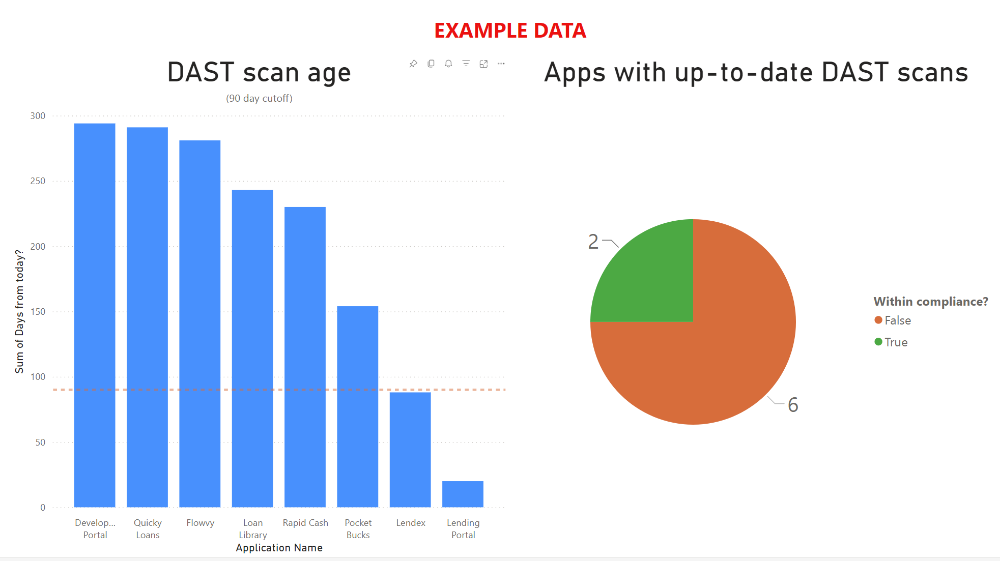 EXAMPLE DATA
DAST scan age
(90 day cutoff)
300
250
200
150
100
50
0
Sum of Days from today?
Develop...
Portal
Quicky
Loans
Flowvy
Loan
Library
Rapid Cash
Pocket
Bucks
Lendex
Lending
Portal
Application Name
Apps with up-to-date DAST scans
2
6
Within compliance?
False
True